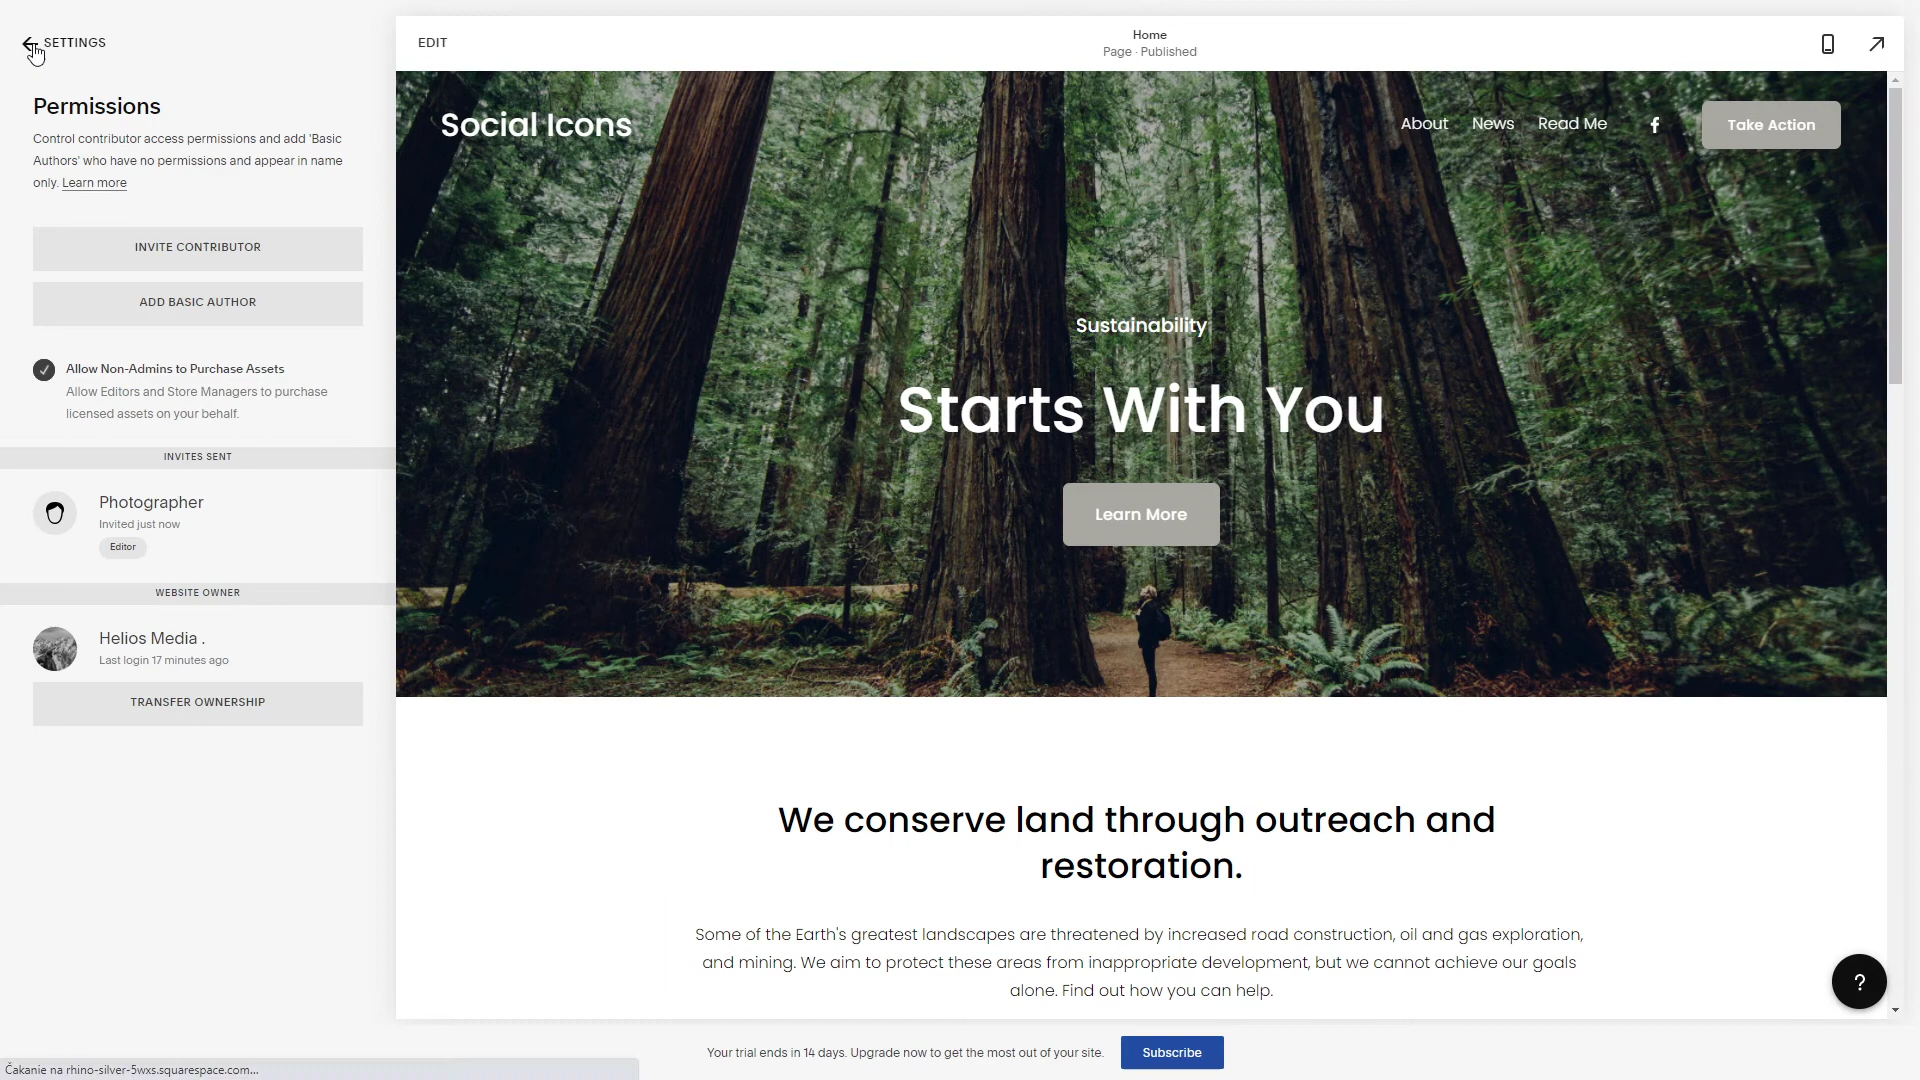 SETTINGS
Permissions
Control contributor access permissions and add 'Basic
Authors' who have no permissions and appear in name
only. Learn more
INVITE CONTRIBUTOR
ADD BASIC AUTHOR
Allow Non-Admins to Purchase Assets
Allow Editors and Store Managers to purchase
licensed assets on your behalf.
INVITES SENT
Photographer
Invited just now
Editor
WEBSITE OWNER
Helios Media .
Last login 17 minutes ago
TRANSFER OWNERSHIP
EDIT
Home
Page · Published
Social Icons
About News Read Me
Take Action
Sustainability
Starts With You
Learn More
We conserve land through outreach and
restoration.
Some of the Earth's greatest landscapes are threatened by increased road construction, oil and gas exploration,
and mining. We aim to protect these areas from inappropriate development, but we cannot achieve our goals
alone. Find out how you can help.
?
Your trial ends in 14 days. Upgrade now to get the most out of your site.
Subscribe
Čakanie na rhino-silver-5wxs.squarespace.com...